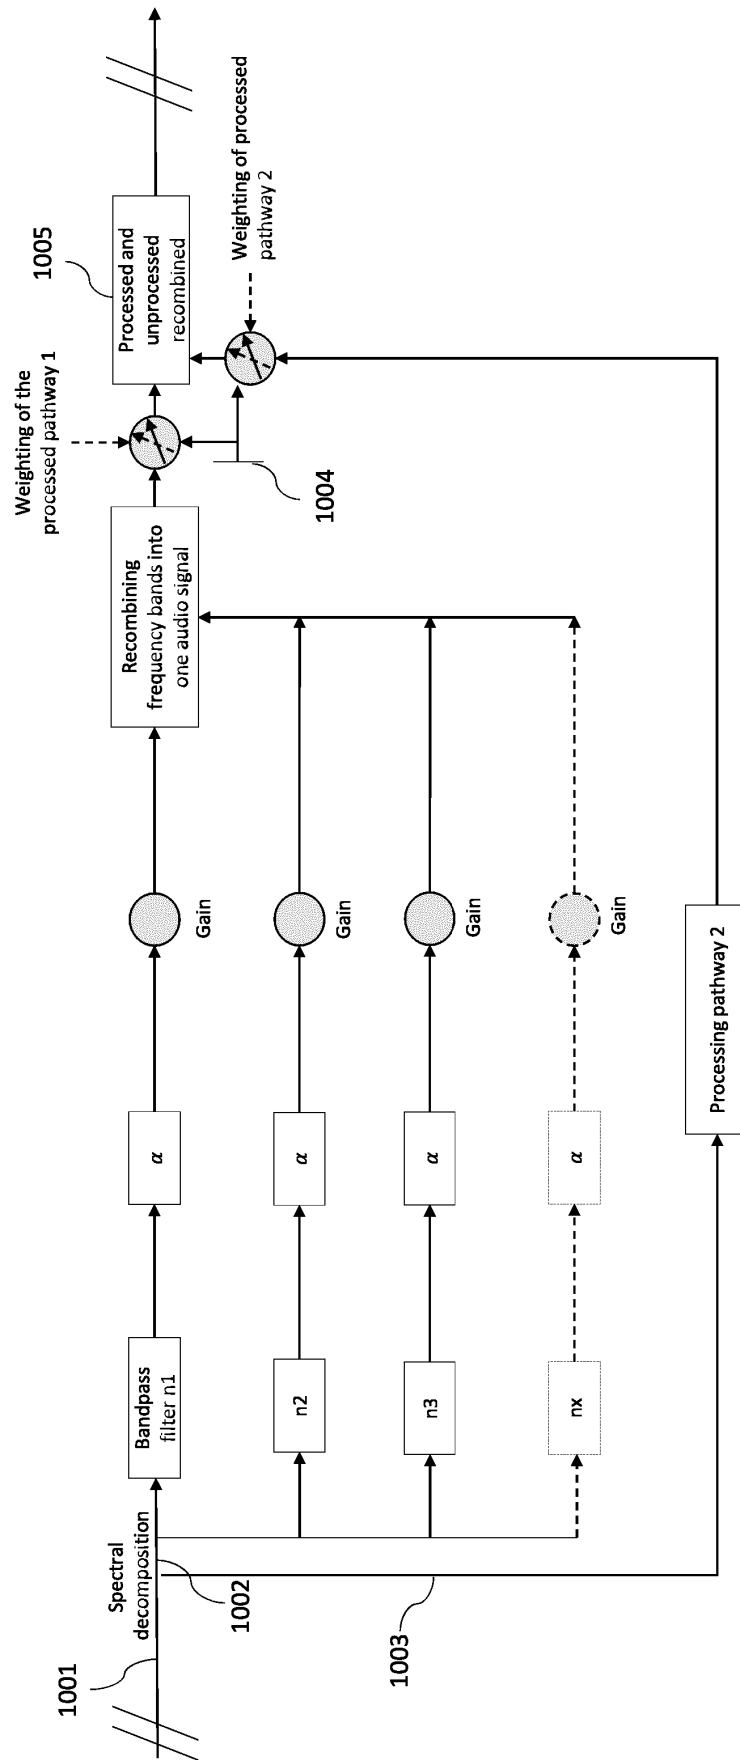 1001
Spectral
decomposition
1002
1003
Bandpass
filter n1
n2
n3
nx
α
α
α
α
Gain
Gain
Gain
Gain
Processing pathway 2
Recombining
frequency bands into
one audio signal
Weighting of the
processed pathway 1
1004
Weighting of processed
pathway 2
Processed and
unprocessed
recombined
1005